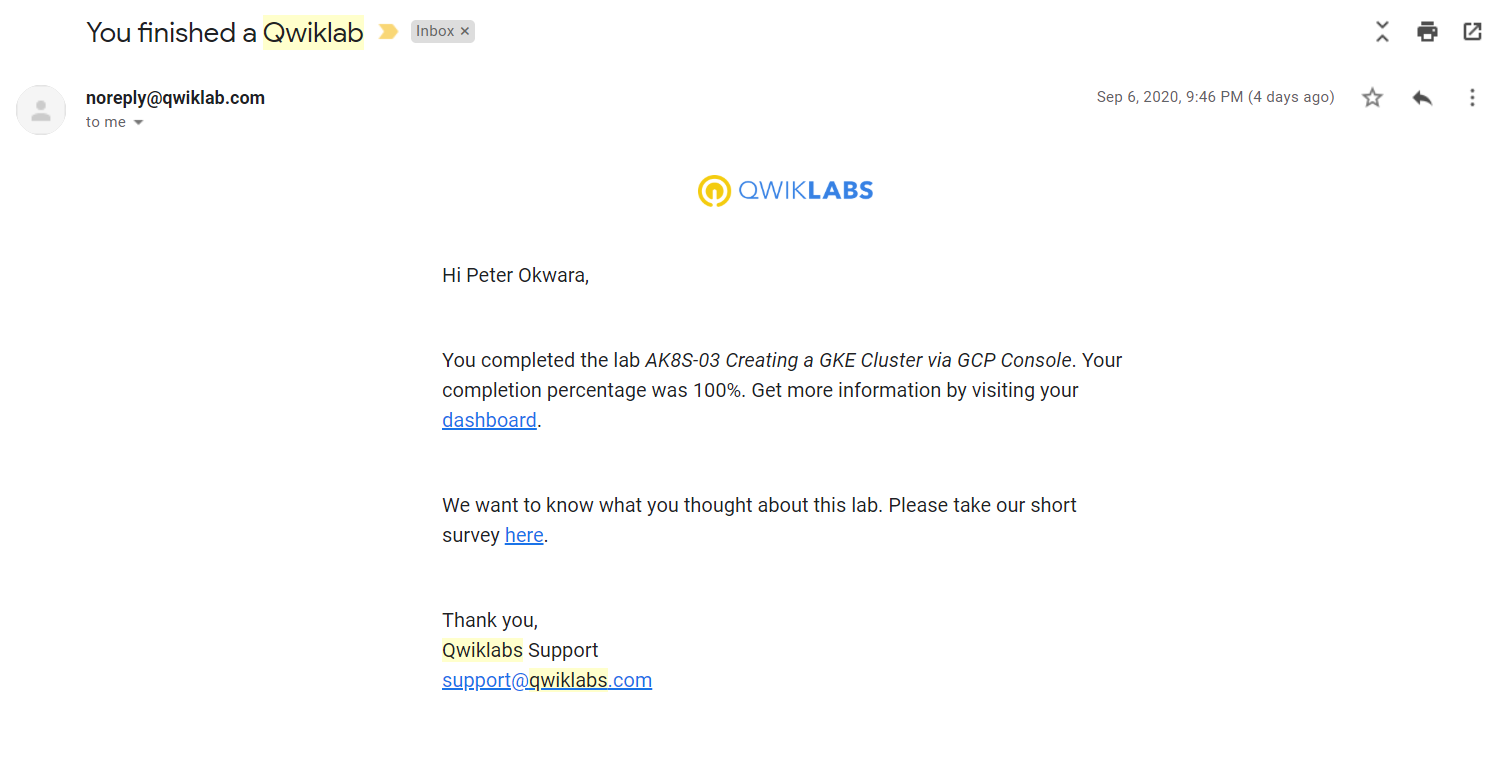 You finished a Qwiklab Inbox ×
noreply@qwiklab.com Sep 6, 2020, 9:46 PM (4 days ago)
to me
QWIKLABS
Hi Peter Okwara,
You completed the lab AK8S-03 Creating a GKE Cluster via GCP Console. Your
completion percentage was 100%. Get more information by visiting your
dashboard.
We want to know what you thought about this lab. Please take our short
survey here.
Thank you,
Qwiklabs Support
support@qwiklabs.com